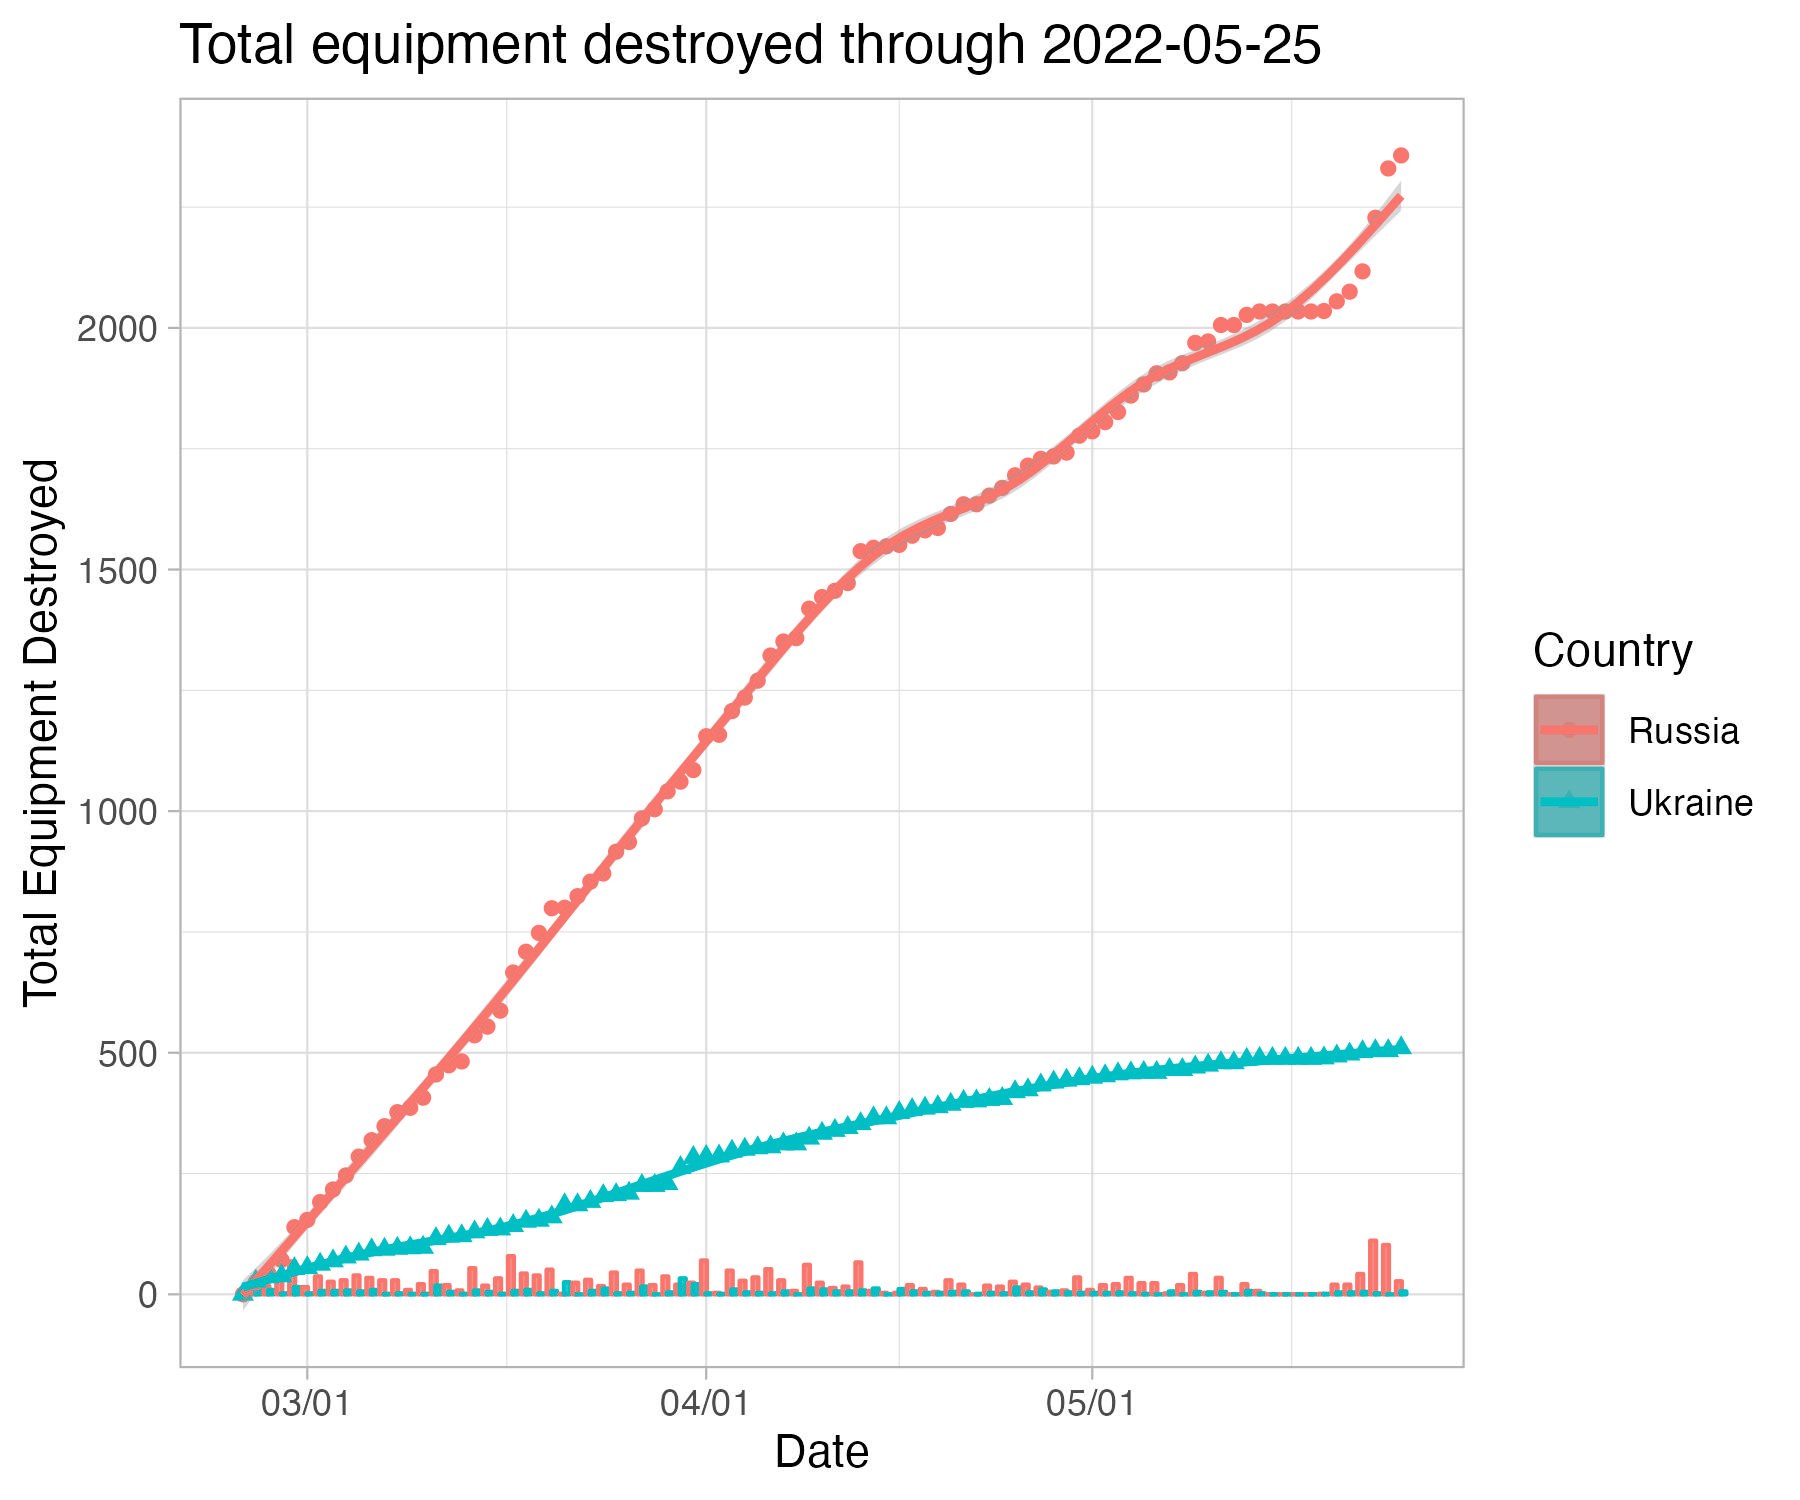 Total equipment destroyed through 2022-05-25
Total Equipment Destroyed
2000
1500
1000
500
0
03/01
04/01
05/01
Date
Country
Russia
Ukraine